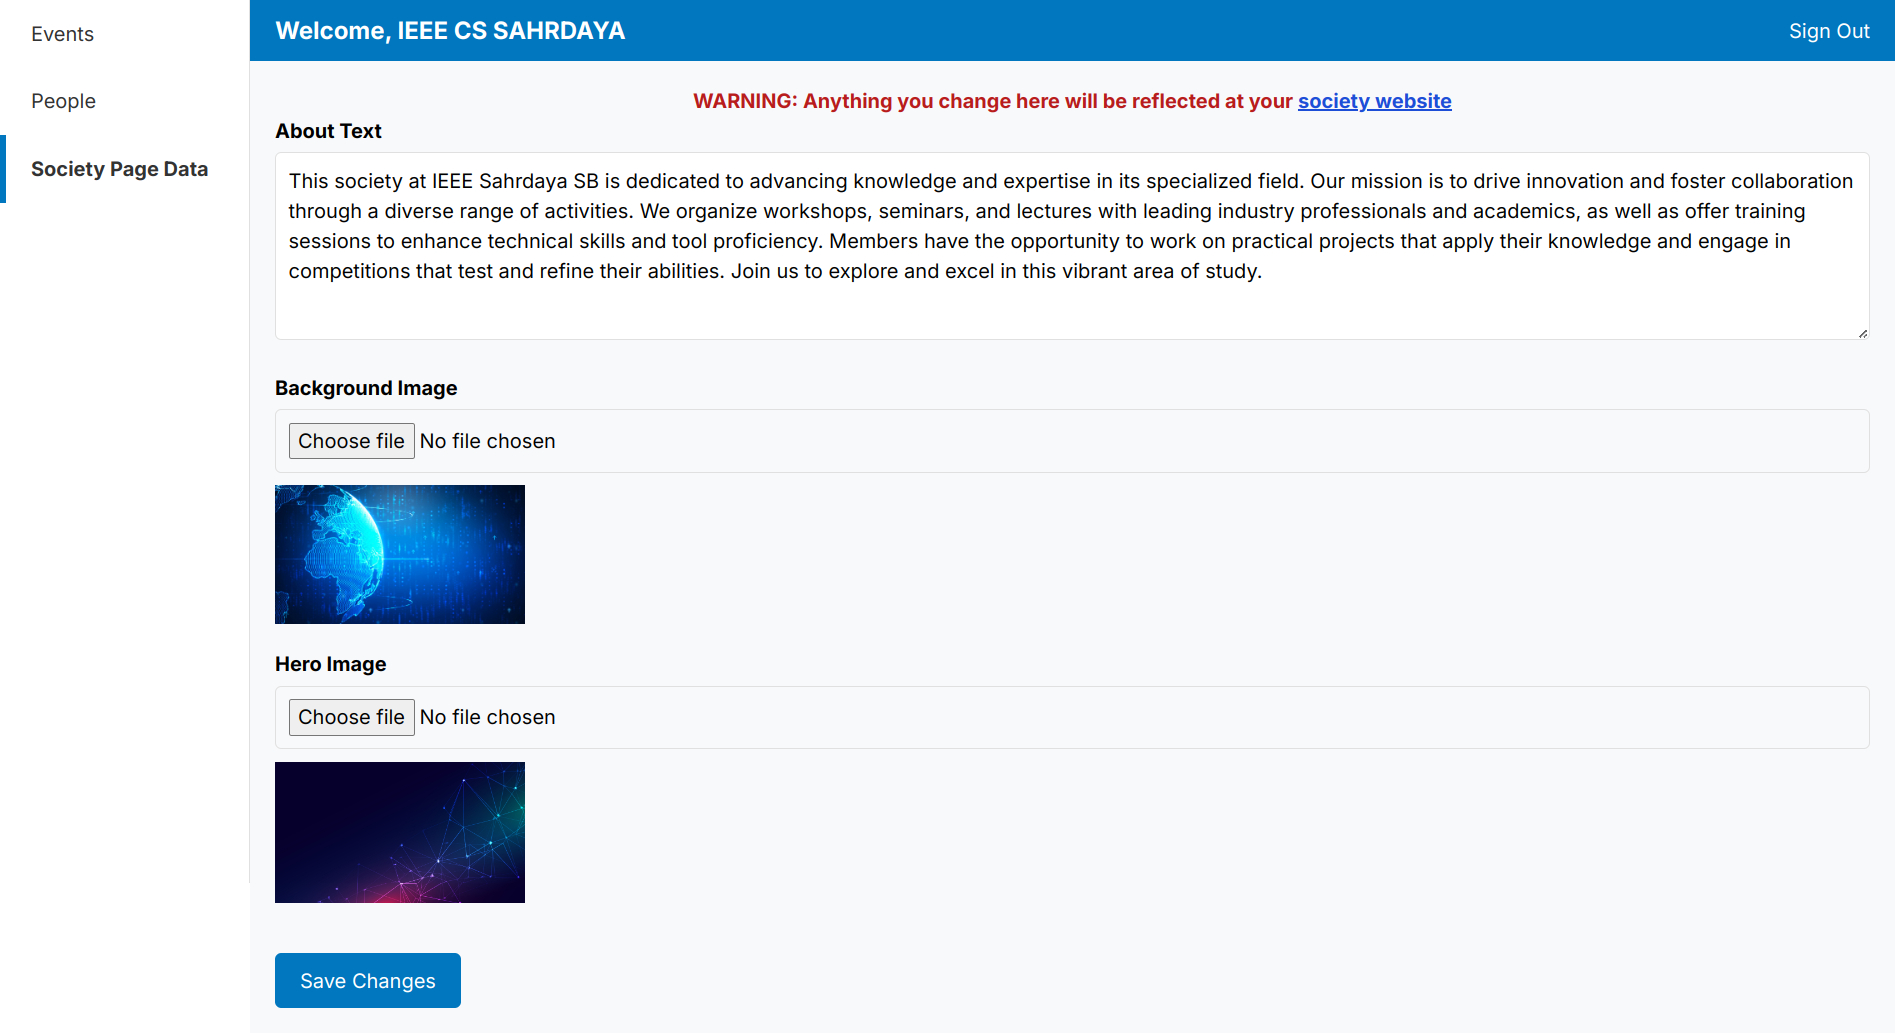 Events
People
Society Page Data
Welcome, IEEE CS SAHRDAYA
Sign Out
WARNING: Anything you change here will be reflected at your society website
About Text
This society at IEEE Sahrdaya SB is dedicated to advancing knowledge and expertise in its specialized field. Our mission is to drive innovation and foster collaboration
through a diverse range of activities. We organize workshops, seminars, and lectures with leading industry professionals and academics, as well as offer training
sessions to enhance technical skills and tool proficiency. Members have the opportunity to work on practical projects that apply their knowledge and engage in
competitions that test and refine their abilities. Join us to explore and excel in this vibrant area of study.
Background Image
Choose file No file chosen
Hero Image
Choose file No file chosen
Save Changes